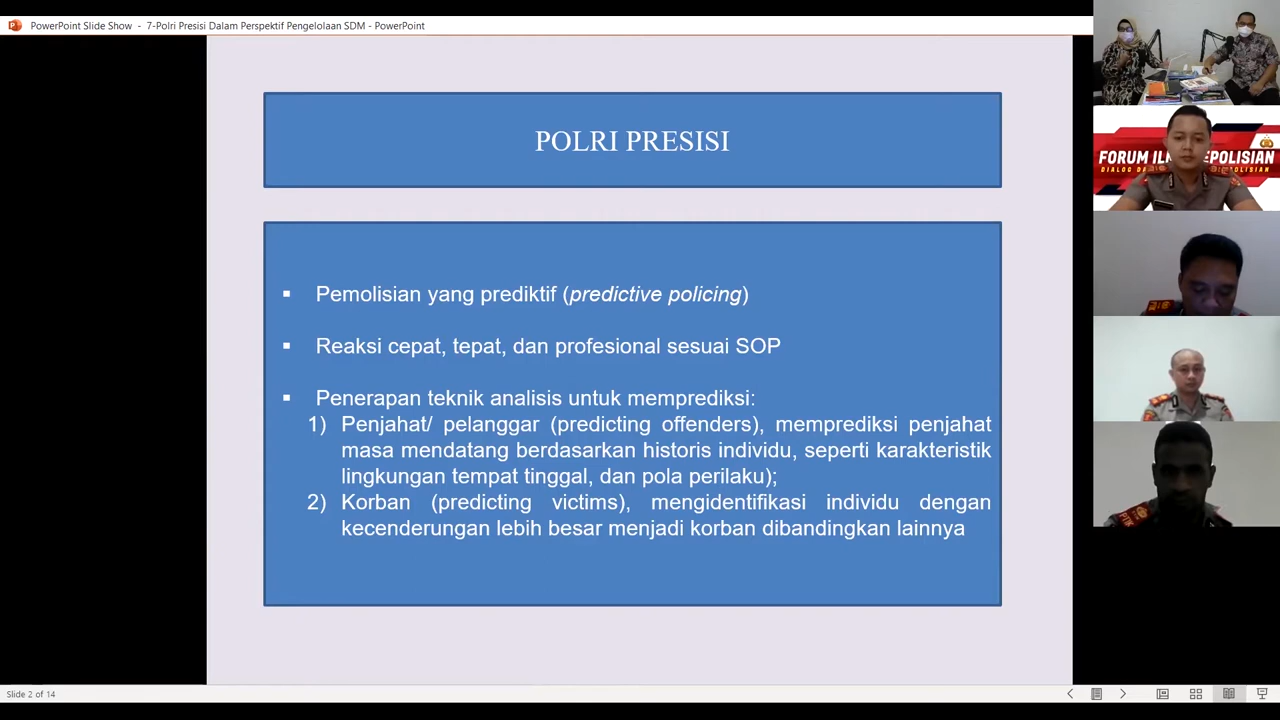 PowerPoint Slide Show - 7-Polri Presisi Dalam Perspektif Pengelolaan SDM - PowerPoint
POLRI PRESISI
▪ Pemolisian yang prediktif (predictive policing)
▪ Reaksi cepat, tepat, dan profesional sesuai SOP
▪ Penerapan teknik analisis untuk memprediksi:
1) Penjahat/ pelanggar (predicting offenders), memprediksi penjahat
masa mendatang berdasarkan historis individu, seperti karakteristik
lingkungan tempat tinggal, dan pola perilaku);
2) Korban (predicting victims), mengidentifikasi individu dengan
kecenderungan lebih besar menjadi korban dibandingkan lainnya
FORUM EPOLISIAN
Slide 2 of 14